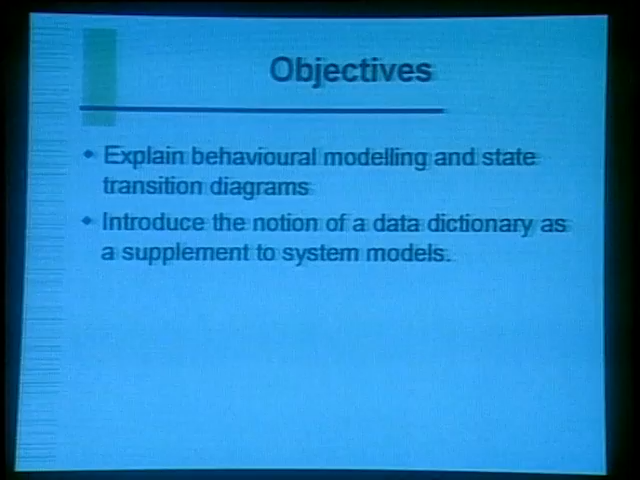 Objectives
Explain behavioural modelling and state
transition diagrams
Introduce the notion of a data dictionary as
a supplement to system models.